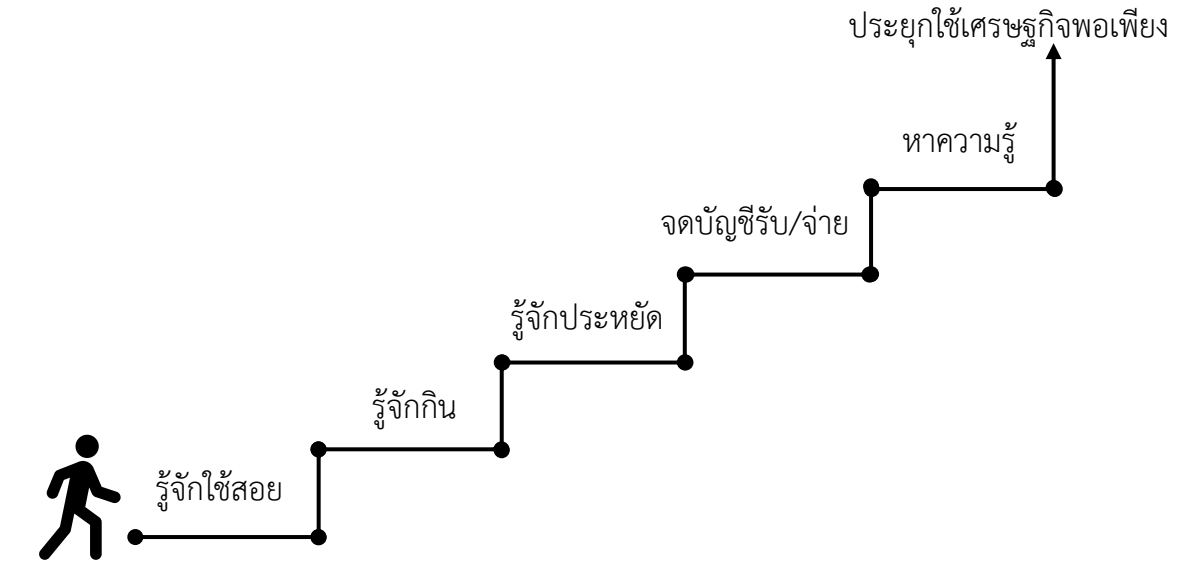 ประยุกใช้เศรษฐกิจพอเพียง
หาความรู้
จดบัญชีรับ/จ่าย
รู้จักประหยัด
รู้จักกิน
รู้จักใช้สอย